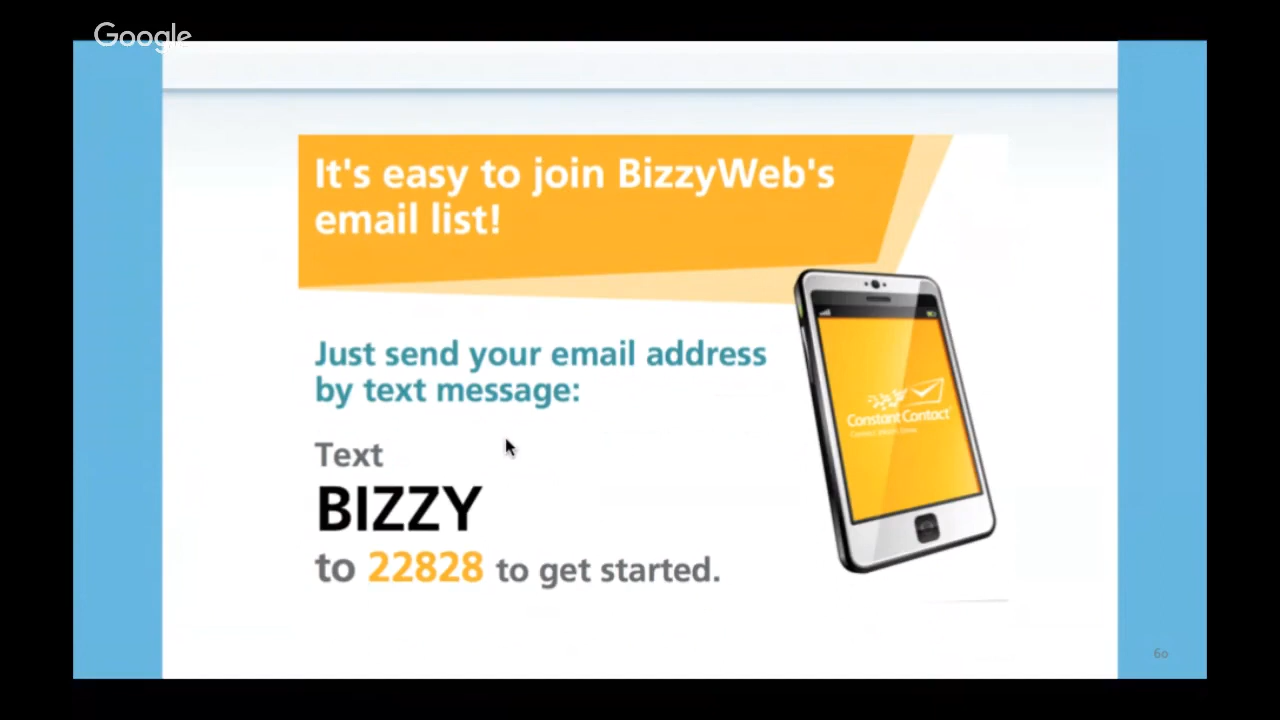 Google
It's easy to join BizzyWeb's
email list!
Just send your email address
by text message:
Constant Contact
Text
BIZZY
to 22828 to get started.
60